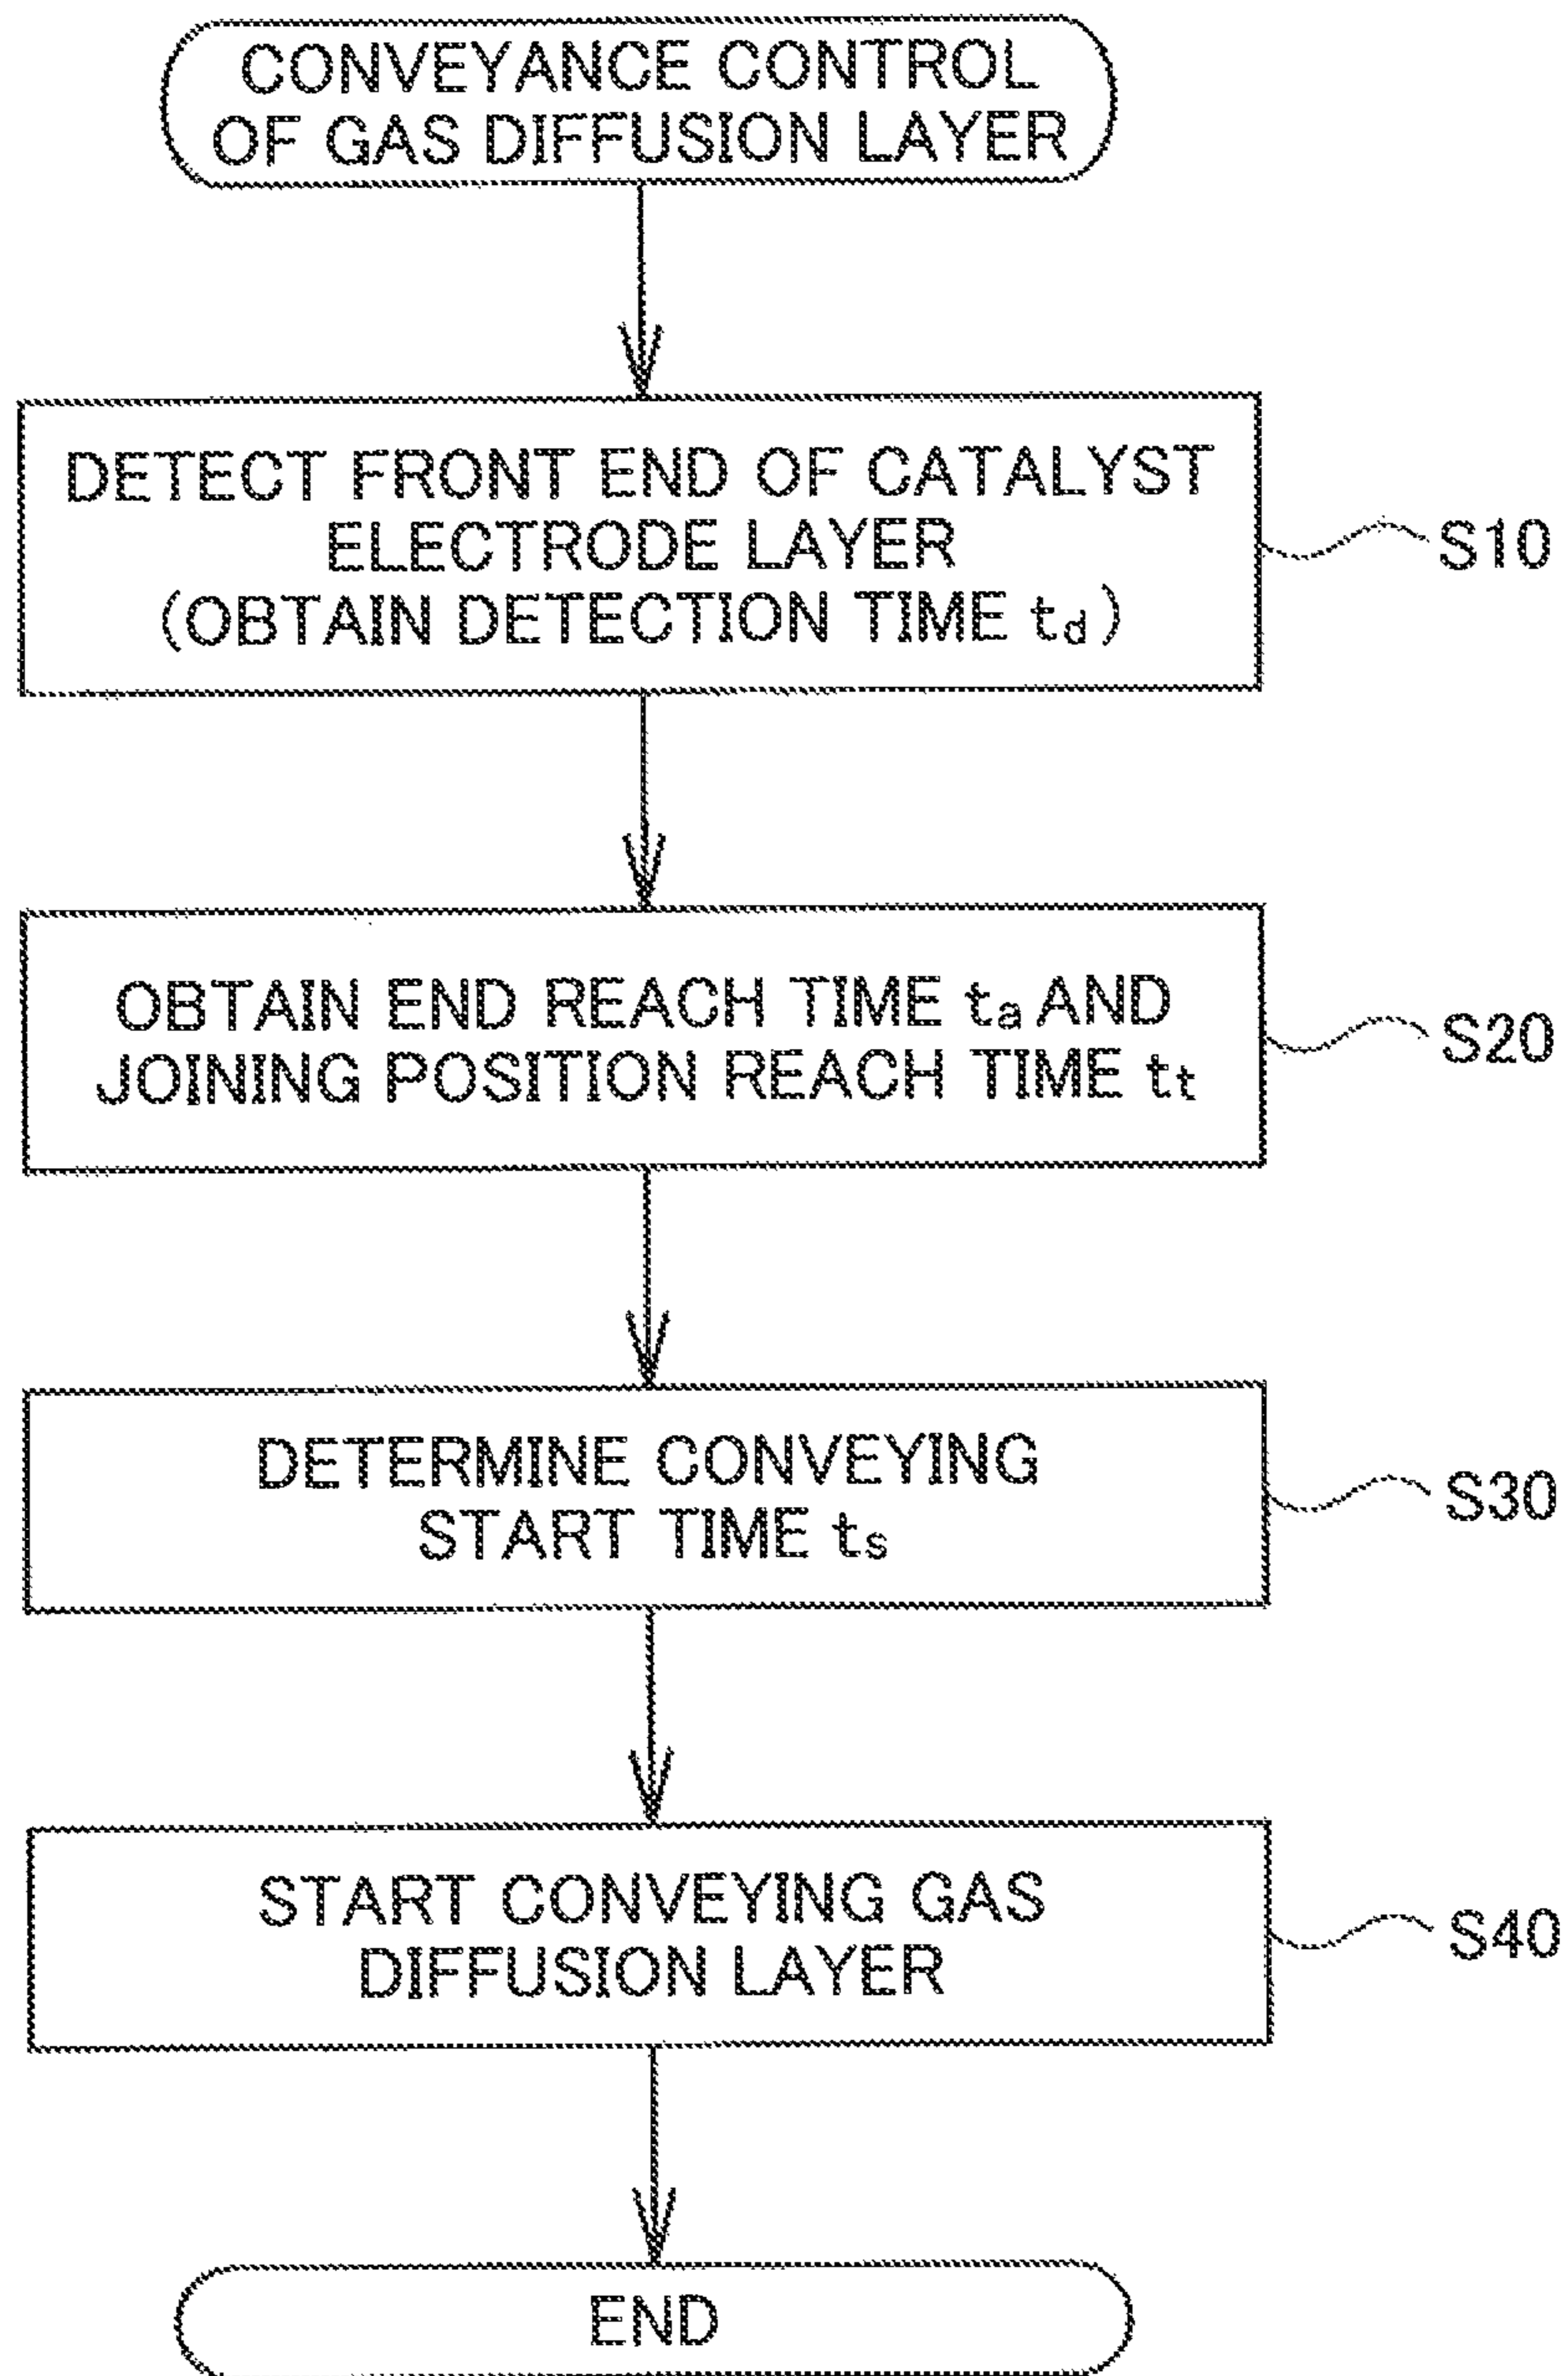 CONVEYANCE CONTROL
OF GAS DIFFUSION LAYER
DETECT FRONT END OF CATALYST
ELECTRODE LAYER
(OBTAIN DETECTION TIME td)
S10
OBTAIN END REACH TIME ta AND
JOINING POSITION REACH TIME tt
S20
DETERMINE CONVEYING
START TIME ts
S30
START CONVEYING GAS
DIFFUSION LAYER
S40
END